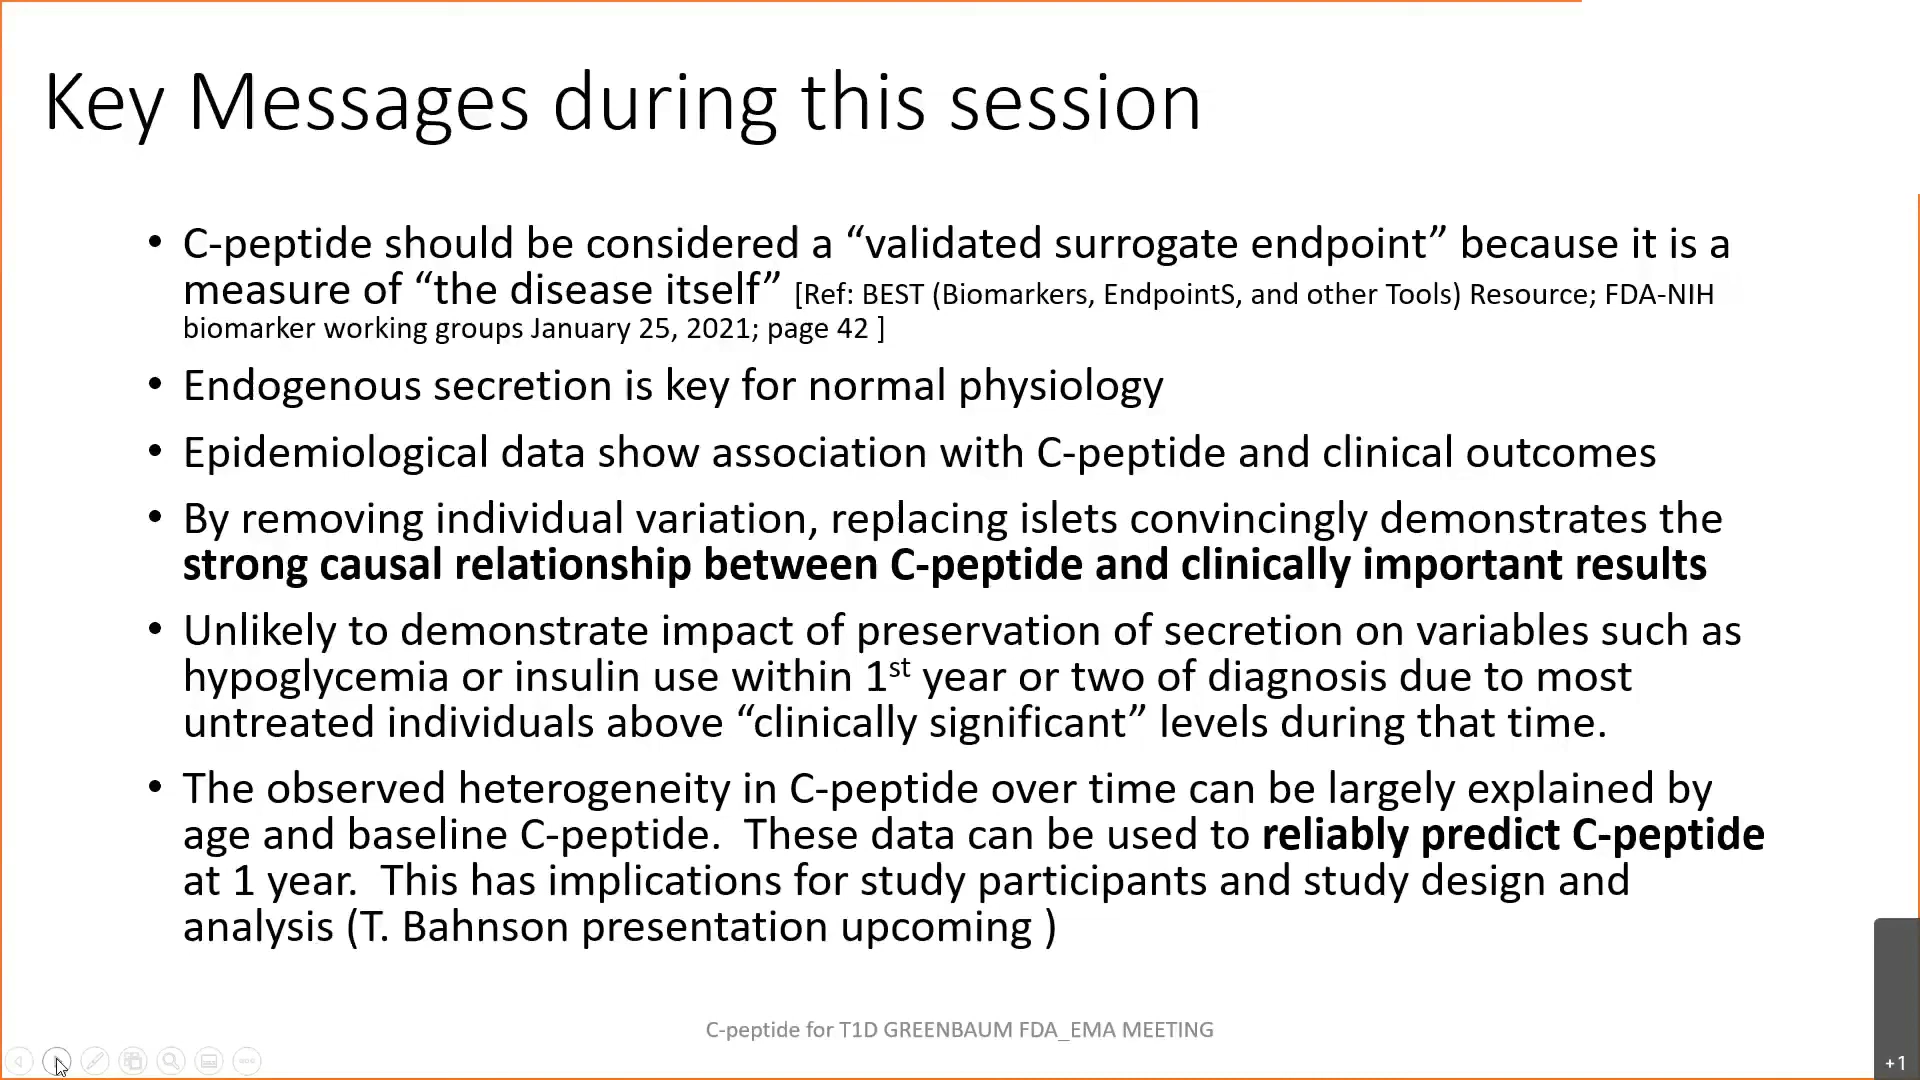 Key Messages during this session
• C-peptide should be considered a “validated surrogate endpoint” because it is a
measure of “the disease itself” [Ref: BEST (Biomarkers, EndpointS, and other Tools) Resource; FDA-NIH
biomarker working groups January 25, 2021; page 42 ]
• Endogenous secretion is key for normal physiology
• Epidemiological data show association with C-peptide and clinical outcomes
• By removing individual variation, replacing islets convincingly demonstrates the
strong causal relationship between C-peptide and clinically important results
• Unlikely to demonstrate impact of preservation of secretion on variables such as
hypoglycemia or insulin use within 1st year or two of diagnosis due to most
untreated individuals above “clinically significant” levels during that time.
• The observed heterogeneity in C-peptide over time can be largely explained by
age and baseline C-peptide.  These data can be used to reliably predict C-peptide
at 1 year.  This has implications for study participants and study design and
analysis (T. Bahnson presentation upcoming )
C-peptide for T1D GREENBAUM FDA_EMA MEETING
+1